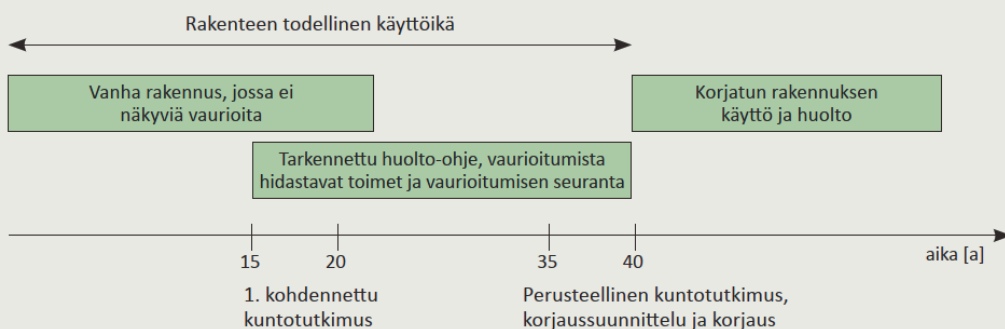 Rakenteen todellinen käyttöikä
Vanha rakennus, jossa ei
näkyviä vaurioita
Korjatun rakennuksen
käyttö ja huolto
Tarkennettu huolto-ohje, vaurioitumista
hidastavat toimet ja vaurioitumisen seuranta
15
20
35
40
aika [a]
1. kohdennettu
kuntotutkimus
Perusteellinen kuntotutkimus,
korjaussuunnittelu ja korjaus